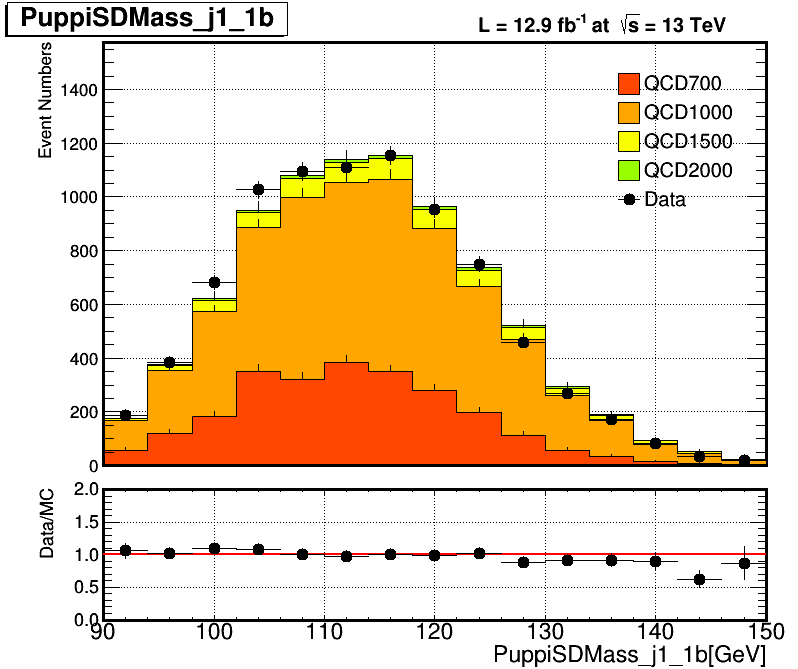 PuppiSDMass_j1_1b
L = 12.9 fb-1 at √s = 13 TeV
Event Numbers
1400
1200
1000
800
600
400
200
0
QCD700
QCD1000
QCD1500
QCD2000
Data
Data/MC
2.0
1.5
1.0
0.5
0.0
90 100 110 120 130 140 150
PuppiSDMass_j1_1b[GeV]